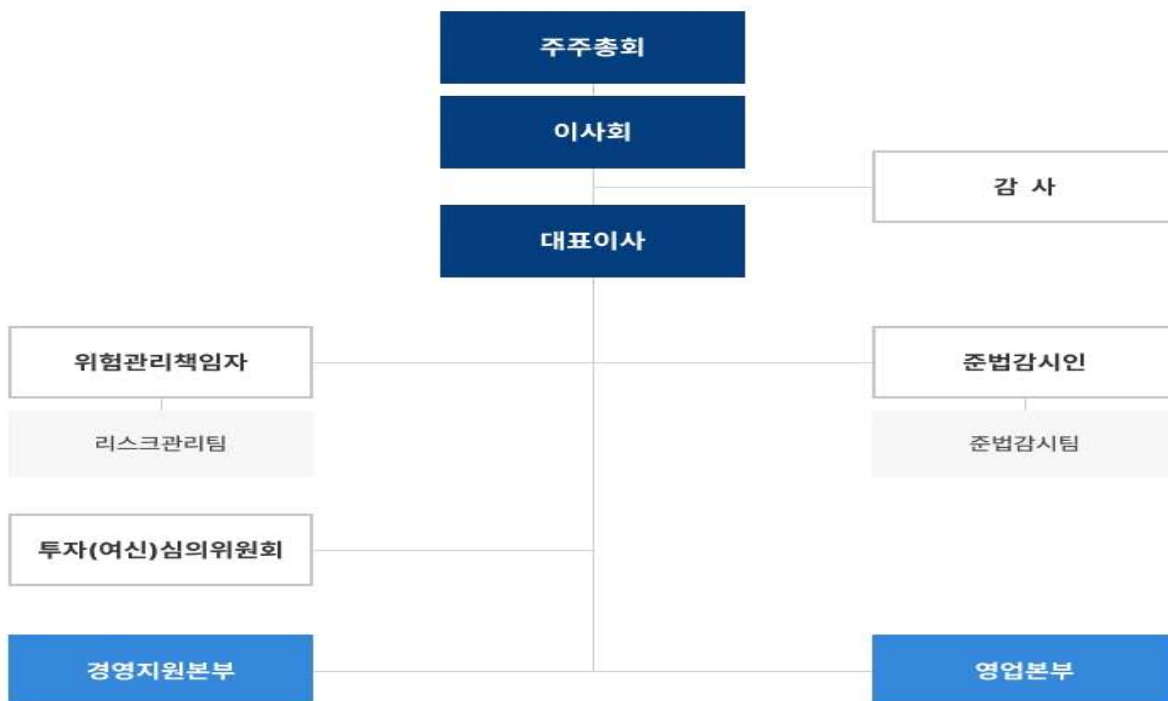 주주총회
이사회
감 사
대표이사
위험관리책임자
준법감시인
리스크관리팀
준법감시팀
투자(여신)심의위원회
경영지원본부
영업본부